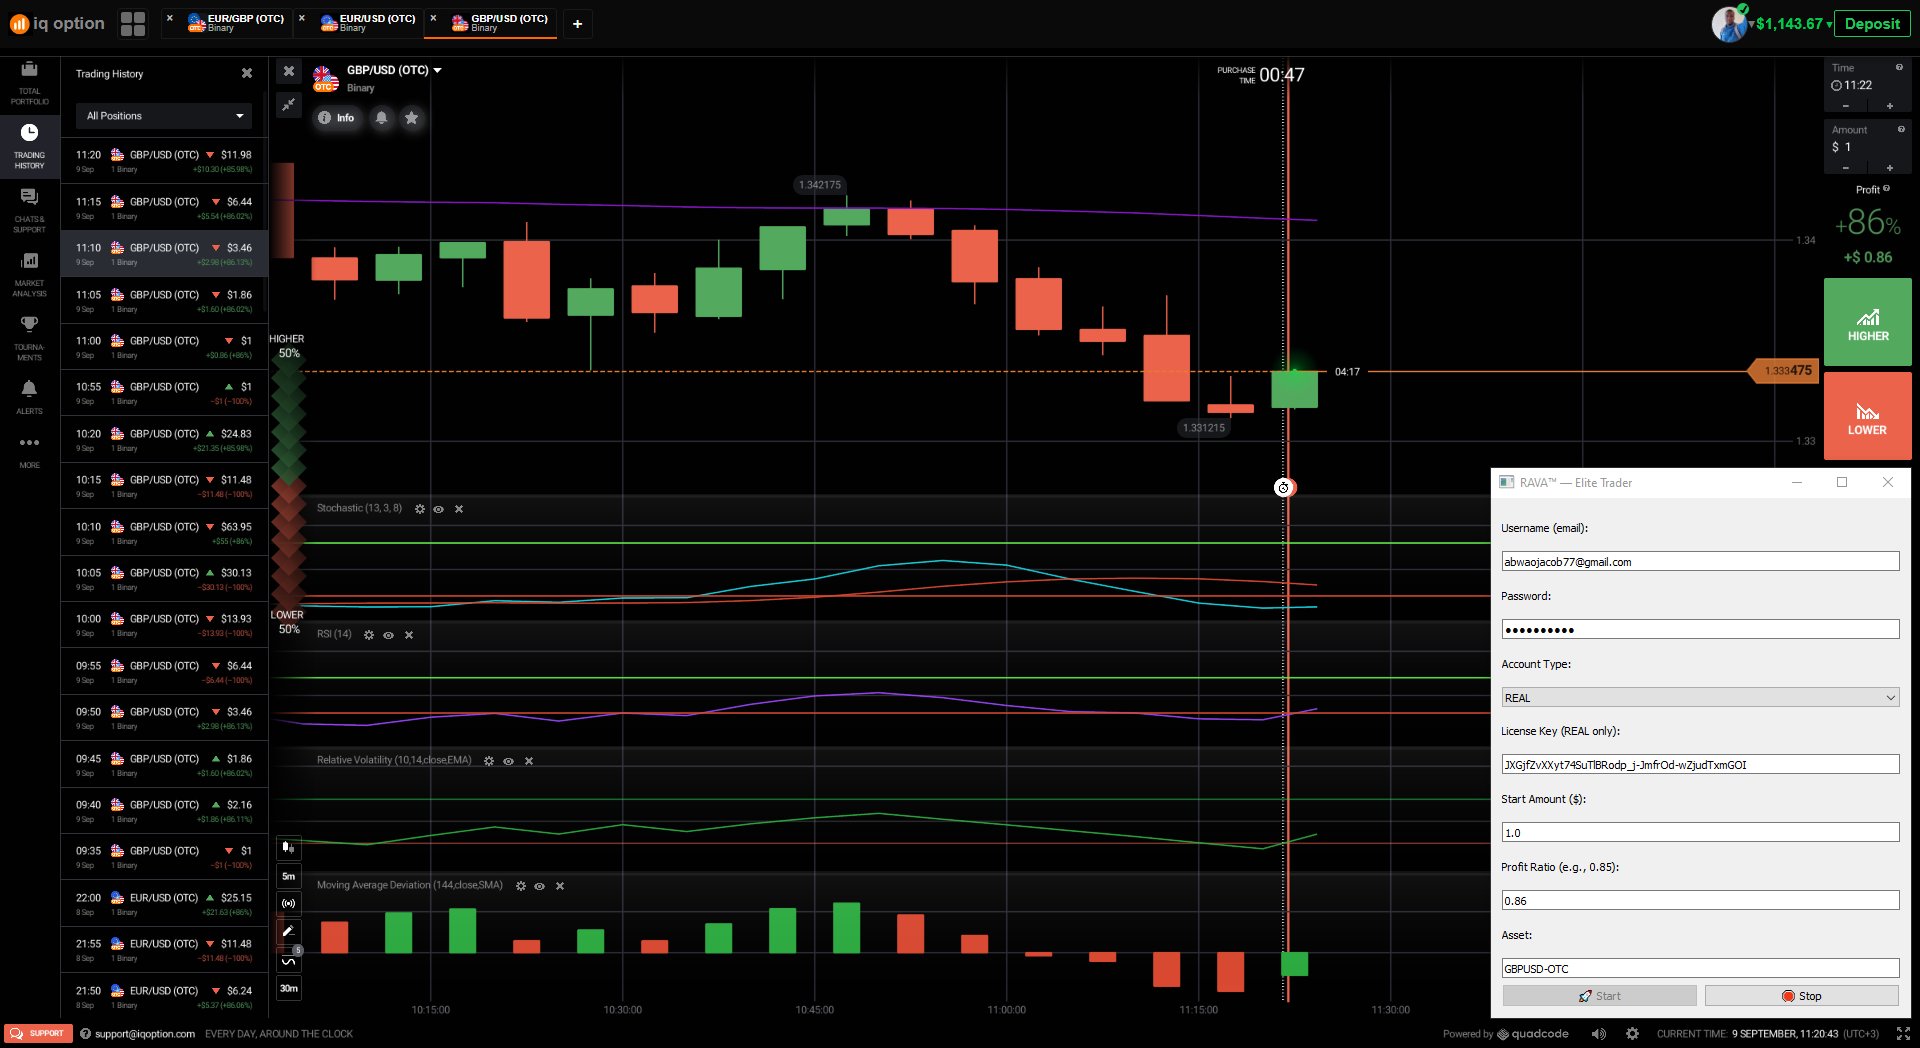 iq option
EUR/GBP (OTC)
Binary
EUR/USD (OTC)
Binary
GBP/USD (OTC)
Binary
+
$1,143.67
Deposit
TOTAL
PORTFOLIO
TRADING
HISTORY
CHATS &
SUPPORT
MARKET
ANALYSIS
TOURNA-
MENTS
ALERTS
MORE
Trading History
All Positions
11:20 GBP/USD (OTC) $11.98
9 Sep 1 Binary +$10.30 (+85.98%)
11:15 GBP/USD (OTC) $6.44
9 Sep 1 Binary +$5.54 (+86.02%)
11:10 GBP/USD (OTC) $3.46
9 Sep 1 Binary +$2.98 (+86.13%)
11:05 GBP/USD (OTC) $1.86
9 Sep 1 Binary +$1.60 (+86.02%)
11:00 GBP/USD (OTC) $1
9 Sep 1 Binary +$0.86 (+86%)
10:55 GBP/USD (OTC) $1
9 Sep 1 Binary −$1 (−100%)
10:20 GBP/USD (OTC) $24.83
9 Sep 1 Binary +$21.35 (+85.98%)
10:15 GBP/USD (OTC) $11.48
9 Sep 1 Binary −$11.48 (−100%)
10:10 GBP/USD (OTC) $63.95
9 Sep 1 Binary +$55 (+86%)
10:05 GBP/USD (OTC) $30.13
9 Sep 1 Binary −$30.13 (−100%)
10:00 GBP/USD (OTC) $13.93
9 Sep 1 Binary −$13.93 (−100%)
09:55 GBP/USD (OTC) $6.44
9 Sep 1 Binary −$6.44 (−100%)
09:50 GBP/USD (OTC) $3.46
9 Sep 1 Binary +$2.98 (+86.13%)
09:45 GBP/USD (OTC) $1.86
9 Sep 1 Binary +$1.60 (+86.02%)
09:40 GBP/USD (OTC) $2.16
9 Sep 1 Binary +$1.86 (+86.11%)
09:35 GBP/USD (OTC) $1
9 Sep 1 Binary −$1 (−100%)
22:00 EUR/USD (OTC) $25.15
8 Sep 1 Binary +$21.63 (+86%)
21:55 EUR/USD (OTC) $11.48
8 Sep 1 Binary −$11.48 (−100%)
21:50 EUR/USD (OTC) $6.24
8 Sep 1 Binary +$5.37 (+86.06%)
GBP/USD (OTC)
Binary
Info
PURCHASE
TIME 00:47
1.342175
1.34
HIGHER
50%
04:17
1.333475
1.331215
1.33
LOWER
50%
Stochastic (13, 3, 8)
RSI (14)
Relative Volatility (10,14,close,EMA)
Moving Average Deviation (144,close,SMA)
5m
5
30m
10:15:00 10:30:00 10:45:00 11:00:00 11:15:00 11:30:00
Time
11:22
− +
Amount
$ 1
− +
Profit
+86%
+$ 0.86
HIGHER
LOWER
RAVA™ — Elite Trader
Username (email):
abwaojacob77@gmail.com
Password:
●●●●●●●●●●
Account Type:
REAL
License Key (REAL only):
JXGjfZvXXyt74SuTlBRodp_j-JmfrOd-wZjudTxmGOI
Start Amount ($):
1.0
Profit Ratio (e.g., 0.85):
0.86
Asset:
GBPUSD-OTC
Start
Stop
SUPPORT
support@iqoption.com
EVERY DAY, AROUND THE CLOCK
Powered by quadcode
CURRENT TIME: 9 SEPTEMBER, 11:20:43 (UTC+3)